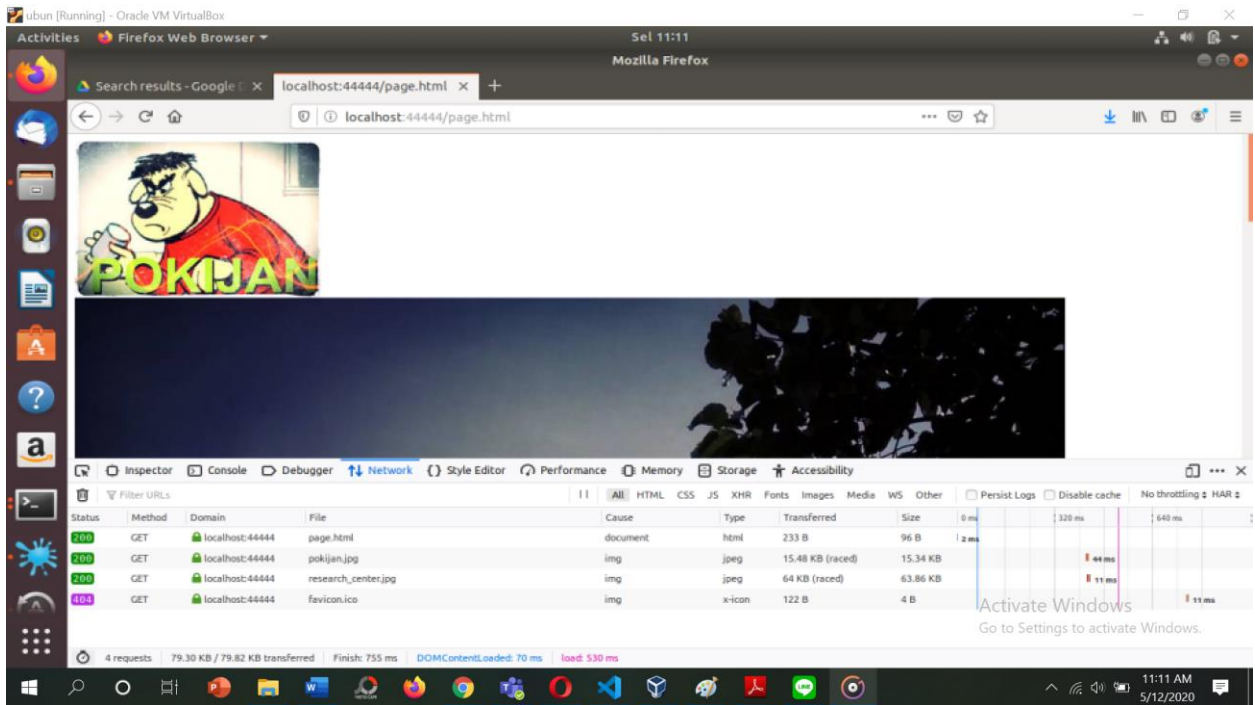 ubun [Running] - Oracle VM VirtualBox
Activities Firefox Web Browser Sel 11:11
Mozilla Firefox
Search results - Google D localhost:44444/page.html
localhost:44444/page.html
POKIJAN
Inspector Console Debugger Network {} Style Editor Performance Memory Storage Accessibility
Filter URLs All HTML CSS JS XHR Fonts Images Media WS Other Persist Logs Disable cache No throttling HAR
Status Method Domain File Cause Type Transferred Size 0 ms 320 ms 640 ms
200 GET localhost:44444 page.html document html 233 B 96 B 2 ms
200 GET localhost:44444 pokijan.jpg img jpeg 15.48 KB (raced) 15.34 KB 44 ms
200 GET localhost:44444 research_center.jpg img jpeg 64 KB (raced) 63.86 KB 11 ms
404 GET localhost:44444 favicon.ico img x-icon 122 B 4 B 11 ms
Activate Windows
Go to Settings to activate Windows.
4 requests 79.30 KB / 79.82 KB transferred Finish: 755 ms DOMContentLoaded: 70 ms load: 530 ms
11:11 AM
5/12/2020